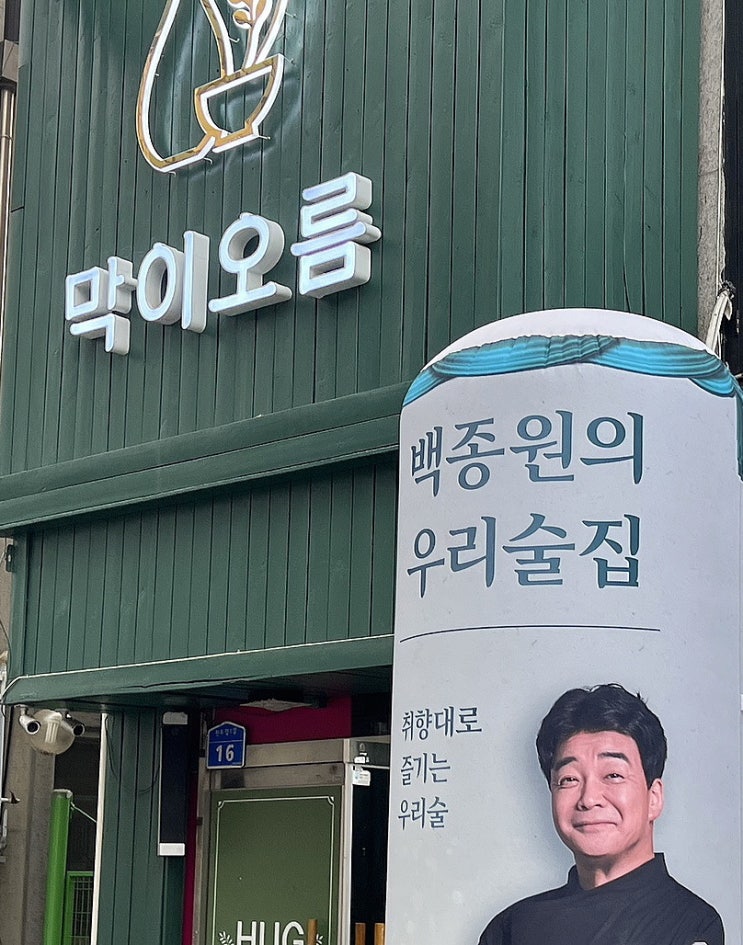 막이오름
백종원의
우리술집
취향대로
즐기는
우리술
16
HUG